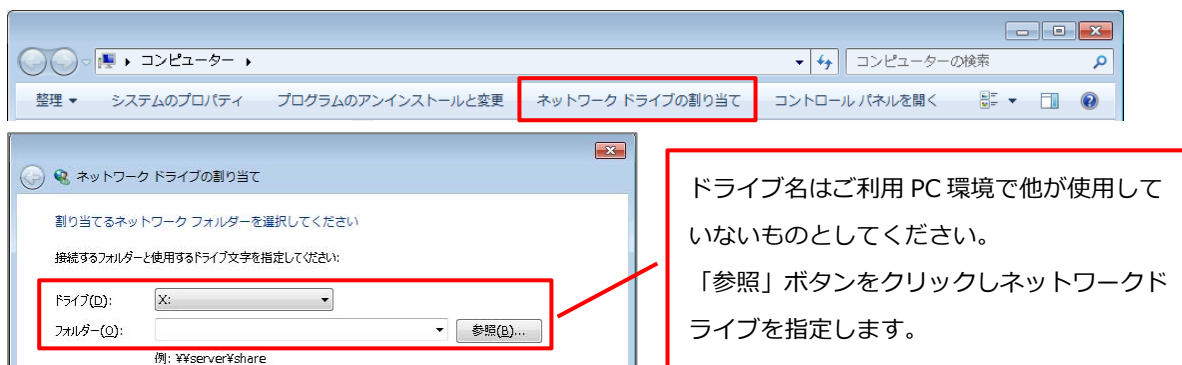 コンピューター
コンピューターの検索
整理 システムのプロパティ プログラムのアンインストールと変更 ネットワーク ドライブの割り当て コントロール パネルを開く
ネットワーク ドライブの割り当て
割り当てるネットワーク フォルダーを選択してください
接続するフォルダーと使用するドライブ文字を指定してください:
ドライブ(D): X:
フォルダー(O): 参照(B)...
例: ¥¥server¥share
ドライブ名はご利用 PC 環境で他が使用して
いないものとしてください。
「参照」ボタンをクリックしネットワークド
ライブを指定します。